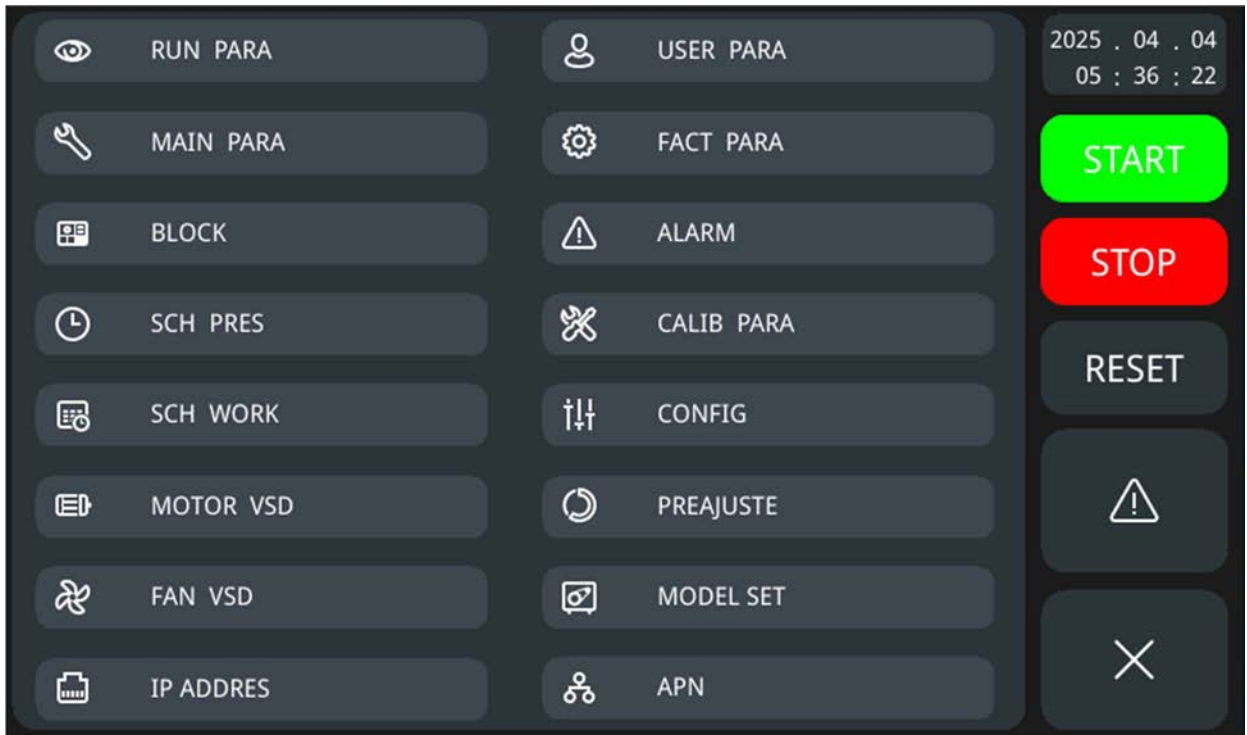 RUN PARA
USER PARA
MAIN PARA
FACT PARA
BLOCK
ALARM
SCH PRES
CALIB PARA
SCH WORK
CONFIG
MOTOR VSD
PREAJUSTE
FAN VSD
MODEL SET
IP ADDRES
APN
2025 . 04 . 04
05 : 36 : 22
START
STOP
RESET